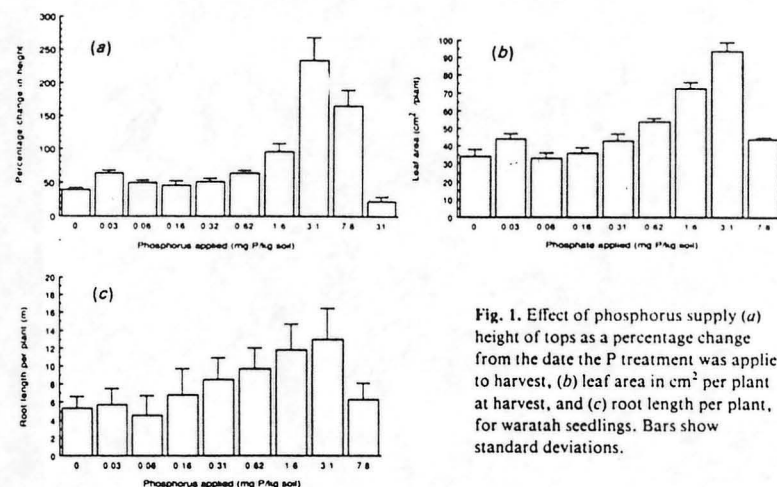 (a)
Percentage change in height
300
250
200
150
100
50
0
0 0.03 0.06 0.16 0.32 0.62 1.6 3.1 7.8 31
Phosphorus applied (mg P/kg soil)
(b)
Leaf area (cm² /plant)
100
90
80
70
60
50
40
30
20
10
0
0 0.03 0.06 0.16 0.31 0.62 1.6 3.1 7.8
Phosphate applied (mg P/kg soil)
(c)
Root length per plant (m)
20
18
16
14
12
10
8
6
4
2
0
0 0.03 0.06 0.16 0.31 0.62 1.6 3.1 7.8
Phosphorus applied (mg P/kg soil)
Fig. 1. Effect of phosphorus supply (a)
height of tops as a percentage change
from the date the P treatment was applie
to harvest, (b) leaf area in cm² per plant
at harvest, and (c) root length per plant,
for waratah seedlings. Bars show
standard deviations.